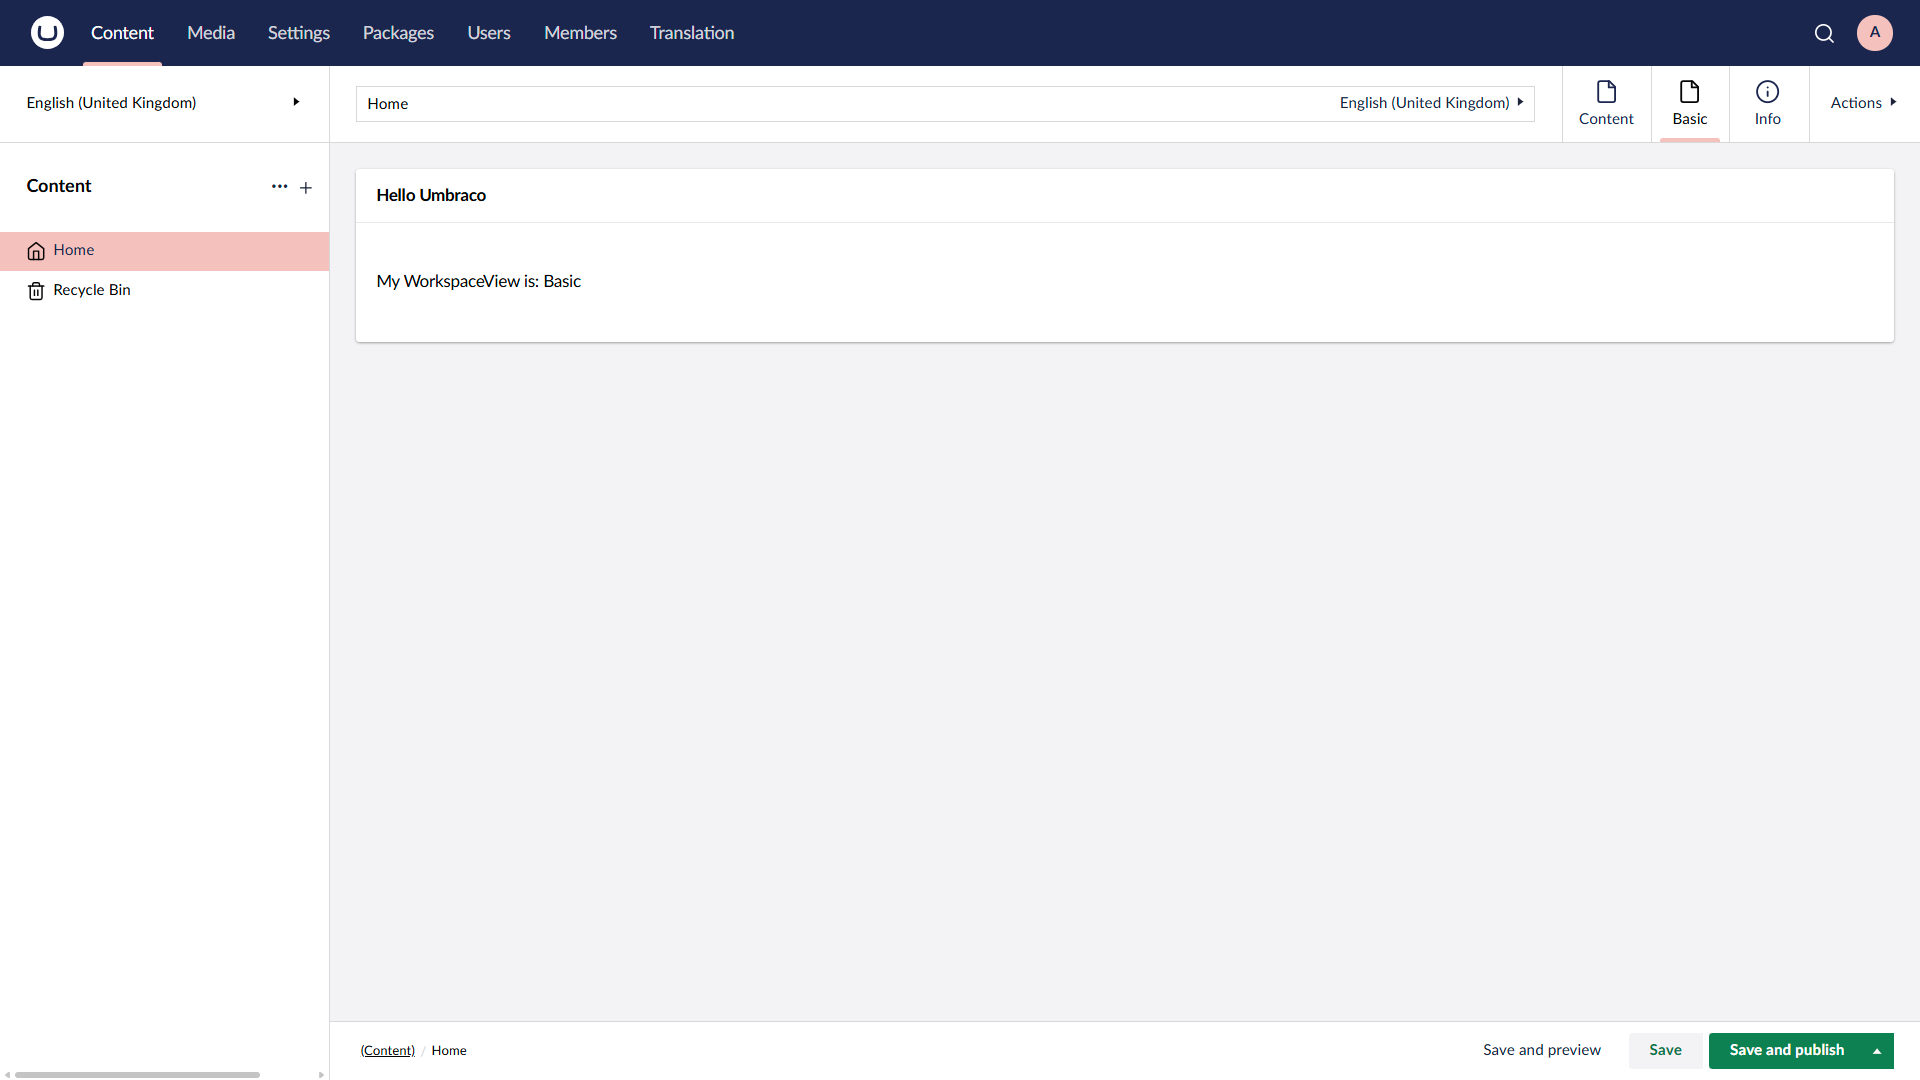 Content Media Settings Packages Users Members Translation A
English (United Kingdom)
Home English (United Kingdom)
Content Basic Info Actions
Content
Home
Recycle Bin
Hello Umbraco
My WorkspaceView is: Basic
(Content) / Home
Save and preview Save Save and publish